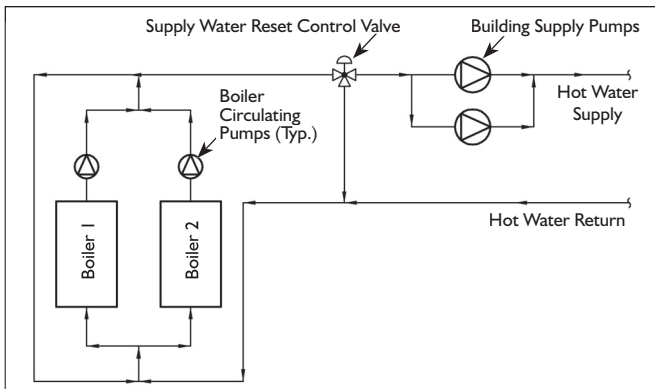 Supply Water Reset Control Valve
Building Supply Pumps
Boiler
Circulating
Pumps (Typ.)
Hot Water
Supply
Boiler 1
Boiler 2
Hot Water Return